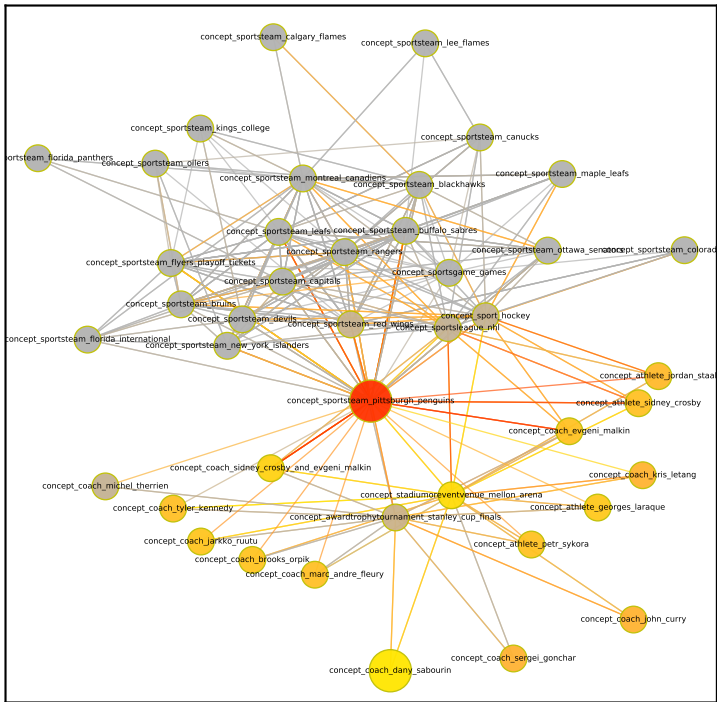 concept_sportsteam_calgary_flames
concept_sportsteam_lee_flames
concept_sportsteam_kings_college
concept_sportsteam_canucks
ortsteam_florida_panthers
concept_sportsteam_oilers
concept_sportsteam_maple_leafs
concept_sportsteam_montreal_canadiens
concept_sportsteam_blackhawks
concept_sportsteam_leafs
concept_sportsteam_buffalo_sabres
concept_sportsteam_rangers
concept_sportsteam_ottawa_senators
concept_sportsteam_colorad
concept_sportsteam_flyers_playoff_tickets
concept_sportsgame_games
concept_sportsteam_capitals
concept_sportsteam_bruins
concept_sportsteam_devils
concept_sport_hockey
concept_sportsteam_red_wings
concept_sportsleague_nhl
concept_sportsteam_florida_international
concept_sportsteam_new_york_islanders
concept_athlete_jordan_staal
concept_sportsteam_pittsburgh_penguins
concept_athlete_sidney_crosby
concept_coach_evgeni_malkin
concept_coach_sidney_crosby_and_evgeni_malkin
concept_coach_kris_letang
concept_coach_michel_therrien
concept_stadiumoreventvenue_mellon_arena
concept_coach_tyler_kennedy
concept_athlete_georges_laraque
concept_awardtrophytournament_stanley_cup_finals
concept_coach_jarkko_ruutu
concept_athlete_petr_sykora
concept_coach_brooks_orpik
concept_coach_marc_andre_fleury
concept_coach_john_curry
concept_coach_sergei_gonchar
concept_coach_dany_sabourin